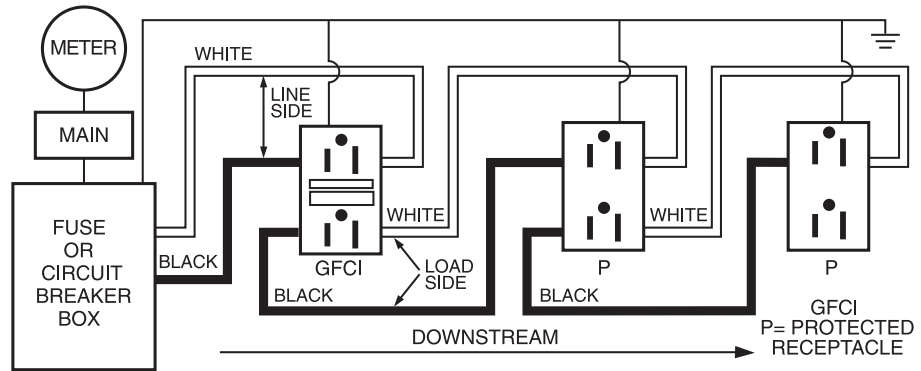 METER
MAIN
FUSE
OR
CIRCUIT
BREAKER
BOX
WHITE
LINE
SIDE
BLACK
GFCI
WHITE
LOAD
SIDE
BLACK
P
WHITE
BLACK
P
GFCI
P= PROTECTED
RECEPTACLE
DOWNSTREAM